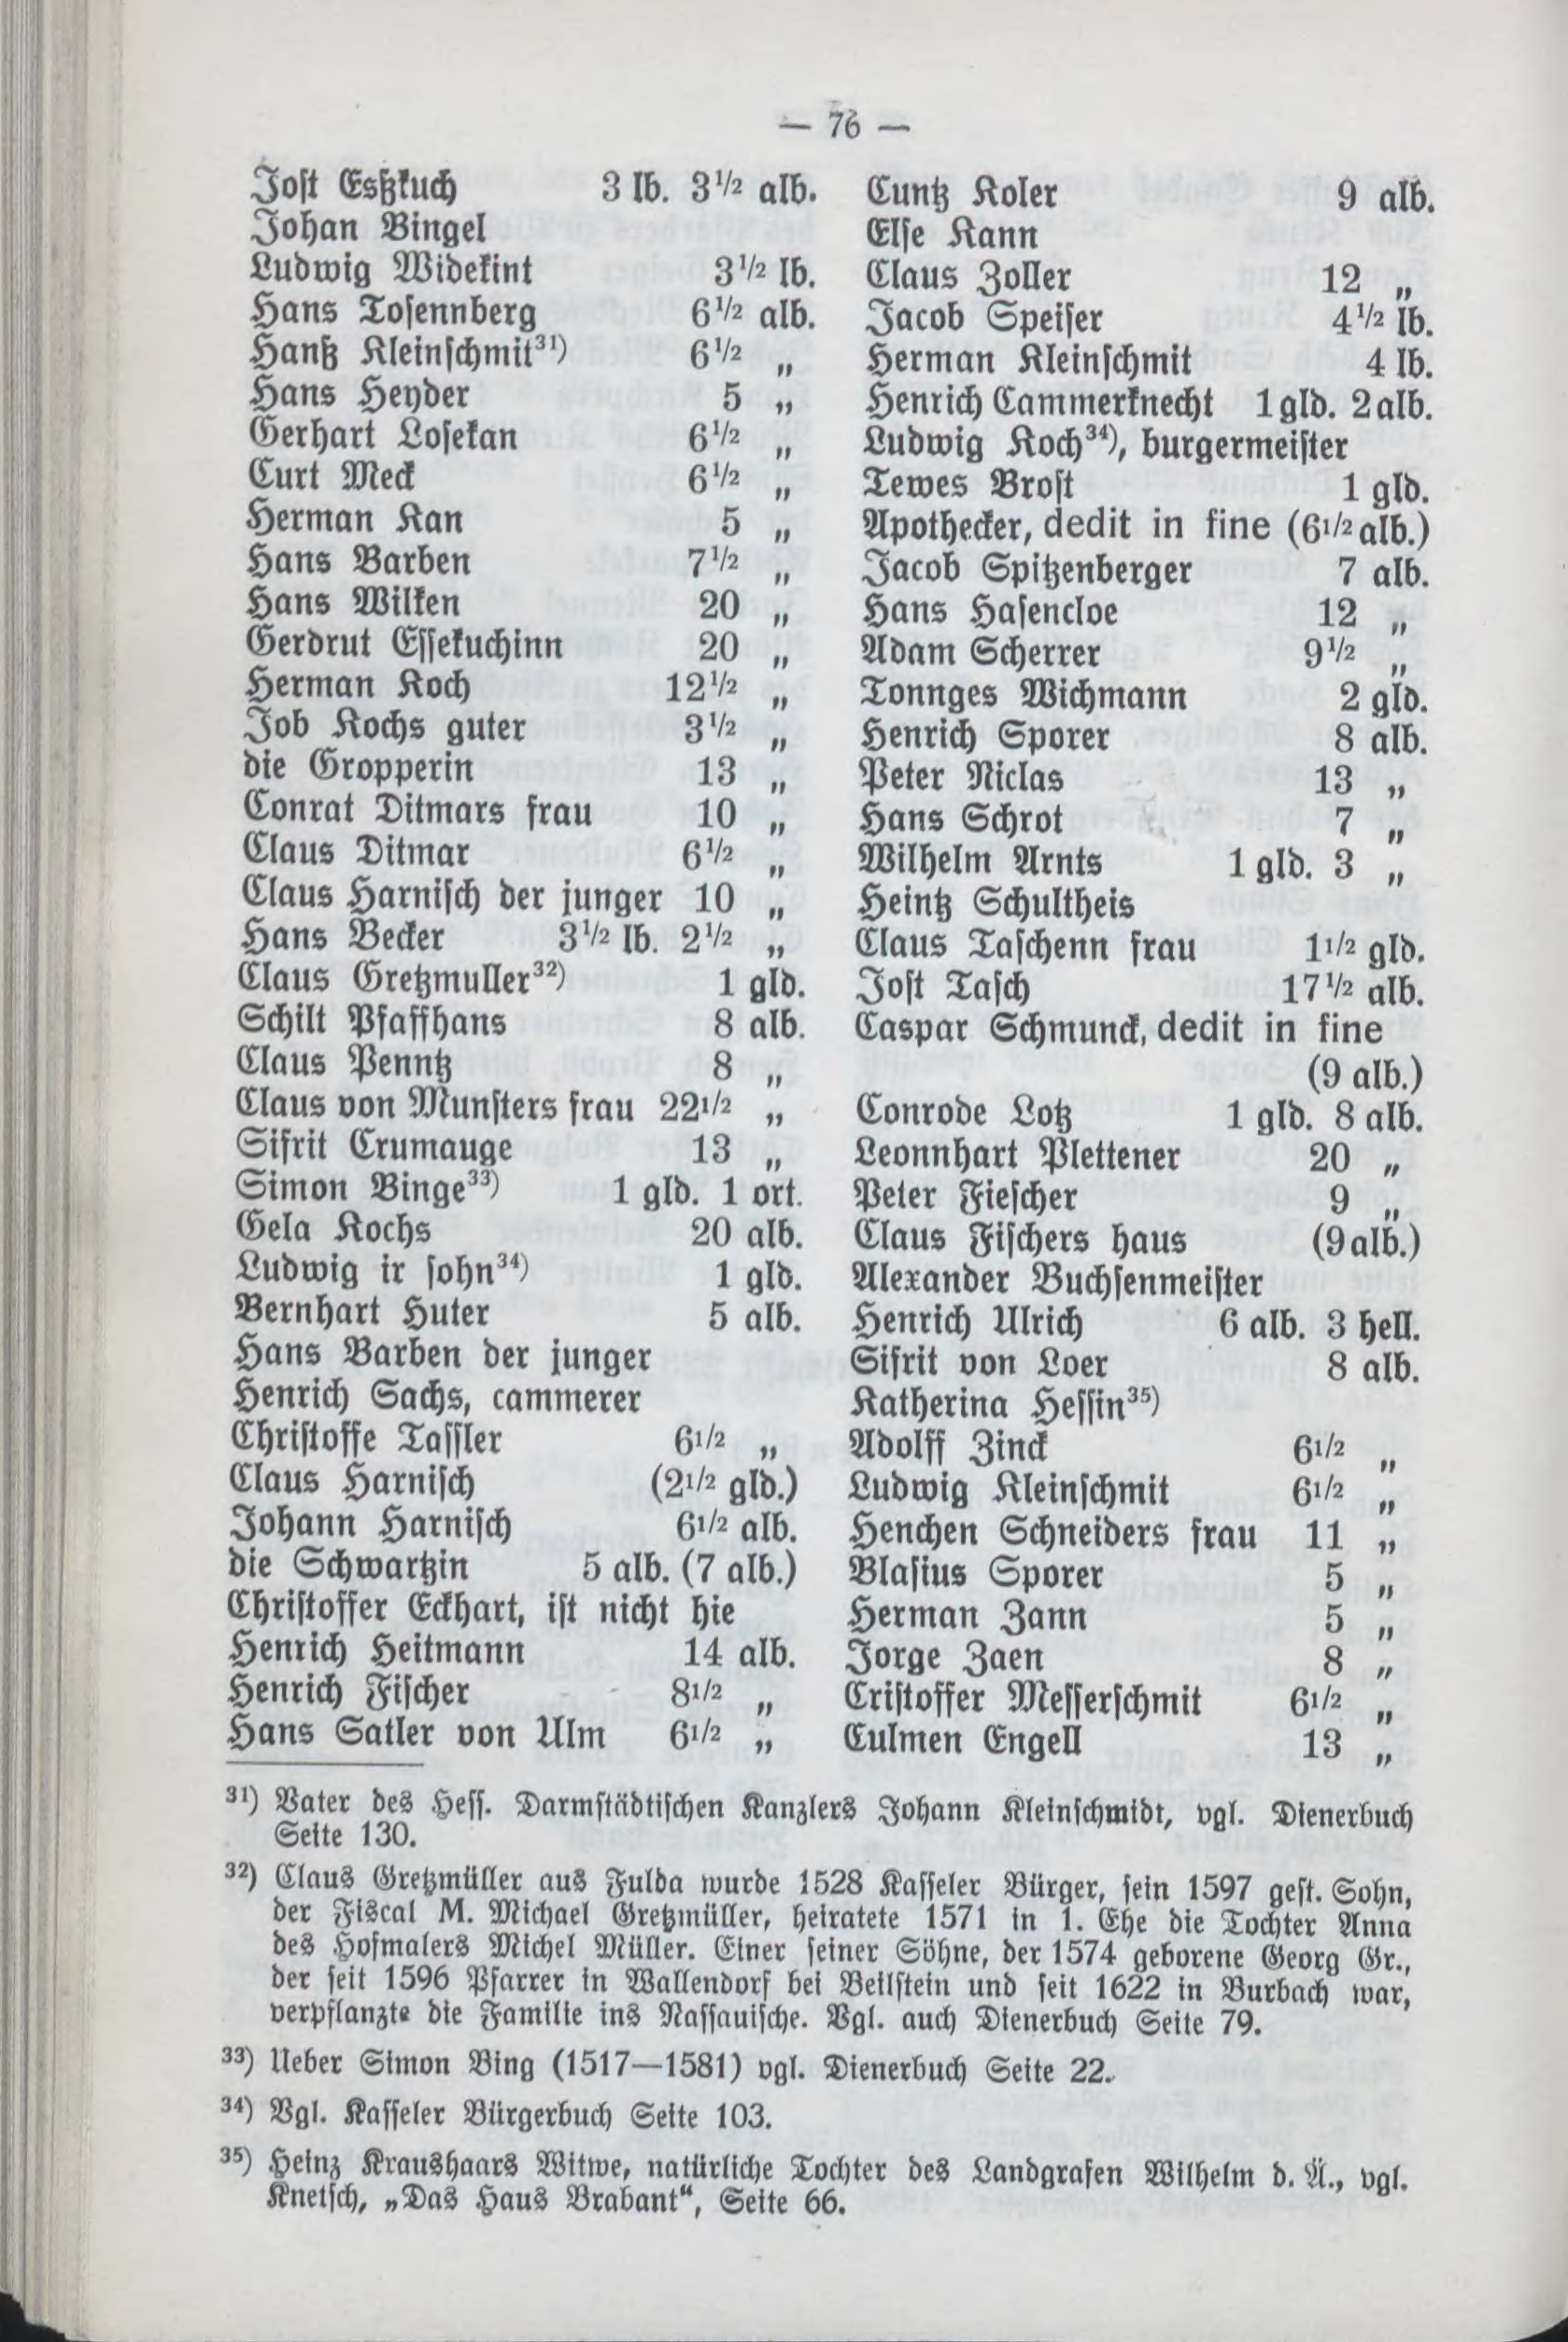 — 76 —
Jost Esßkuch 3 lb. 3½ alb.
Johan Bingel
Ludwig Widekint 3½ lb.
Hans Tosennberg 6½ alb.
Hanß Kleinschmit³¹) 6½ „
Hans Heyder 5 „
Gerhart Losekan 6½ „
Curt Meck 6½ „
Herman Kan 5 „
Hans Barben 7½ „
Hans Wilken 20 „
Gerdrut Essekuchinn 20 „
Herman Koch 12½ „
Job Kochs guter 3½ „
die Gropperin 13 „
Conrat Ditmars frau 10 „
Claus Ditmar 6½ „
Claus Harnisch der junger 10 „
Hans Becker 3½ lb. 2½ „
Claus Gretzmuller³²) 1 gld.
Schilt Pfaffhans 8 alb.
Claus Penntz 8 „
Claus von Munsters frau 22½ „
Sifrit Crumauge 13 „
Simon Binge³³) 1 gld. 1 ort.
Gela Kochs 20 alb.
Ludwig ir sohn³⁴) 1 gld.
Bernhart Huter 5 alb.
Hans Barben der junger
Henrich Sachs, cammerer
Christoffe Tassler 6½ „
Claus Harnisch (2½ gld.)
Johann Harnisch 6½ alb.
die Schwartzin 5 alb. (7 alb.)
Christoffer Eckhart, ist nicht hie
Henrich Heitmann 14 alb.
Henrich Fischer 8½ „
Hans Satler von Ulm 6½ „
Cuntz Koler 9 alb.
Else Kann
Claus Zoller 12 „
Jacob Speiser 4½ lb.
Herman Kleinschmit 4 lb.
Henrich Cammerknecht 1 gld. 2 alb.
Ludwig Koch³⁴), burgermeister
Tewes Brost 1 gld.
Apothecker, dedit in fine (6½ alb.)
Jacob Spitzenberger 7 alb.
Hans Hasencloe 12 „
Adam Scherrer 9½ „
Tonnges Wichmann 2 gld.
Henrich Sporer 8 alb.
Peter Niclas 13 „
Hans Schrot 7 „
Wilhelm Arnts 1 gld. 3 „
Heintz Schultheis
Claus Taschenn frau 1½ gld.
Jost Tasch 17½ alb.
Caspar Schmunck, dedit in fine
(9 alb.)
Conrode Lotz 1 gld. 8 alb.
Leonnhart Plettener 20 „
Peter Fiescher 9 „
Claus Fischers haus (9 alb.)
Alexander Buchsenmeister
Henrich Ulrich 6 alb. 3 hell.
Sifrit von Loer 8 alb.
Katherina Hessin³⁵)
Adolff Zinck 6½ „
Ludwig Kleinschmit 6½ „
Henchen Schneiders frau 11 „
Blasius Sporer 5 „
Herman Zann 5 „
Jorge Zaen 8 „
Cristoffer Messerschmit 6½ „
Culmen Engell 13 „
³¹) Vater des Hess. Darmstädtischen Kanzlers Johann Kleinschmidt, vgl. Dienerbuch
Seite 130.
³²) Claus Gretzmüller aus Fulda wurde 1528 Kasseler Bürger, sein 1597 gest. Sohn,
der Fiscal M. Michael Gretzmüller, heiratete 1571 in 1. Ehe die Tochter Anna
des Hofmalers Michel Müller. Einer seiner Söhne, der 1574 geborene Georg Gr.,
der seit 1596 Pfarrer in Wallendorf bei Beilstein und seit 1622 in Burbach war,
verpflanzte die Familie ins Nassauische. Vgl. auch Dienerbuch Seite 79.
³³) Ueber Simon Bing (1517—1581) vgl. Dienerbuch Seite 22.
³⁴) Vgl. Kasseler Bürgerbuch Seite 103.
³⁵) Heinz Kraushaars Witwe, natürliche Tochter des Landgrafen Wilhelm d. Ä., vgl.
Knetsch, „Das Haus Brabant“, Seite 66.